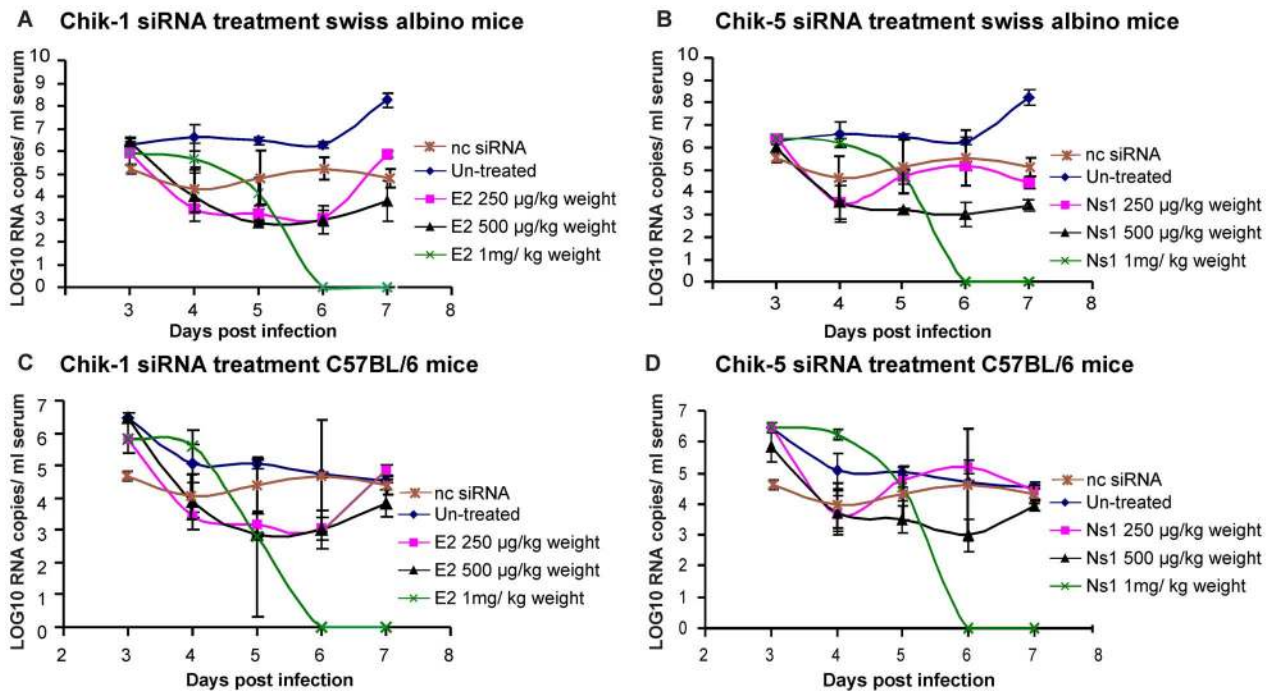 A Chik-1 siRNA treatment swiss albino mice
LOG10 RNA copies/ ml serum
10
9
8
7
6
5
4
3
2
1
0
3 4 5 6 7 8
Days post infection
nc siRNA
Un-treated
E2 250 µg/kg weight
E2 500 µg/kg weight
E2 1mg/ kg weight
B Chik-5 siRNA treatment swiss albino mice
LOG10 RNA copies/ ml serum
10
9
8
7
6
5
4
3
2
1
0
2 3 4 5 6 7 8
Days post infection
nc siRNA
Un-treated
Ns1 250 µg/kg weight
Ns1 500 µg/kg weight
Ns1 1mg/ kg weight
C Chik-1 siRNA treatment C57BL/6 mice
LOG10 RNA copies/ ml serum
7
6
5
4
3
2
1
0
2 3 4 5 6 7 8
Days post infection
nc siRNA
Un-treated
E2 250 µg/kg weight
E2 500 µg/kg weight
E2 1mg/ kg weight
D Chik-5 siRNA treatment C57BL/6 mice
LOG10 RNA copies/ ml serum
7
6
5
4
3
2
1
0
2 3 4 5 6 7 8
Days post infection
nc siRNA
Un-treated
Ns1 250 µg/kg weight
Ns1 500 µg/kg weight
Ns1 1mg/ kg weight